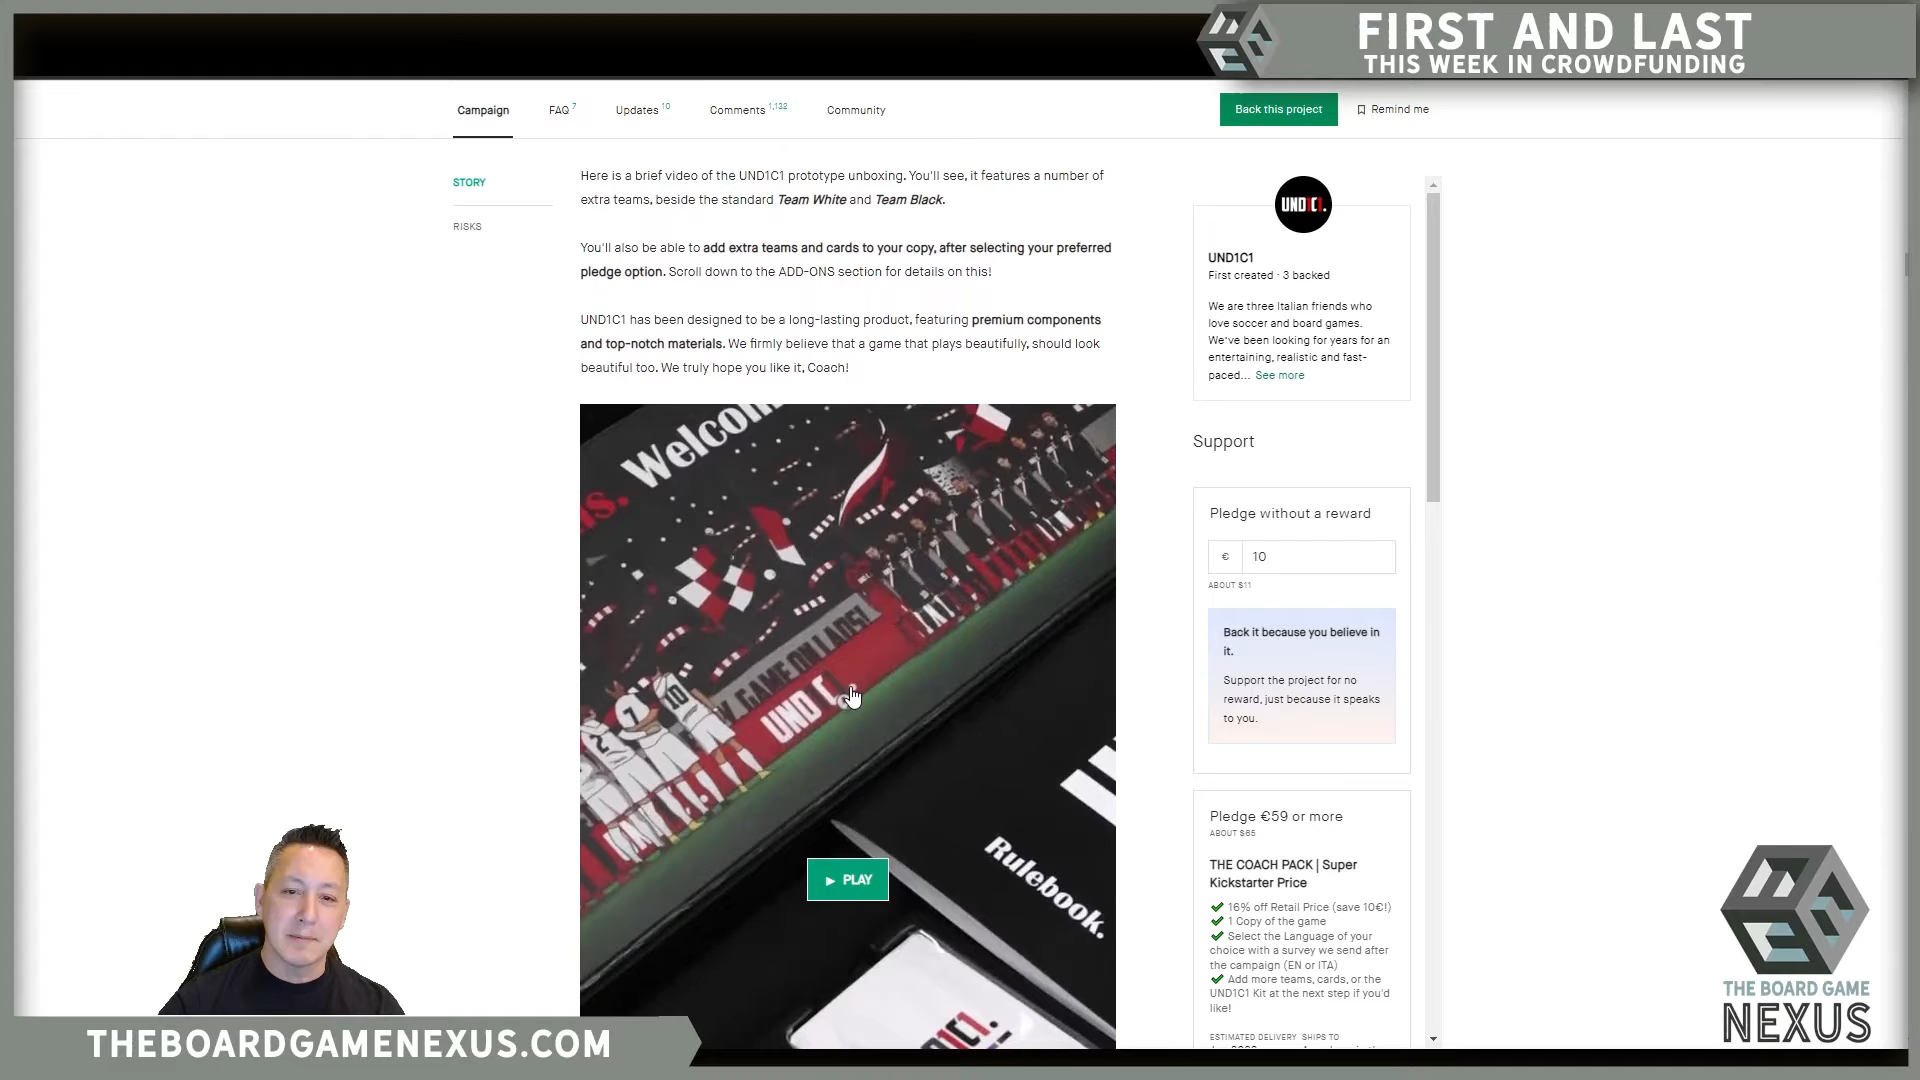 FIRST AND LAST
THIS WEEK IN CROWDFUNDING
Campaign
FAQ 7
Updates 10
Comments 1,132
Community
Back this project
Remind me
STORY
RISKS
Here is a brief video of the UND1C1 prototype unboxing. You'll see, it features a number of
extra teams, beside the standard Team White and Team Black.
You'll also be able to add extra teams and cards to your copy, after selecting your preferred
pledge option. Scroll down to the ADD-ONS section for details on this!
UND1C1 has been designed to be a long-lasting product, featuring premium components
and top-notch materials. We firmly believe that a game that plays beautifully, should look
beautiful too. We truly hope you like it, Coach!
Welcom
GAME ON LADS!
UND1C
7
10
2
Rulebook.
► PLAY
UND1C1.
UND1C1
First created · 3 backed
We are three Italian friends who
love soccer and board games.
We've been looking for years for an
entertaining, realistic and fast-
paced... See more
Support
Pledge without a reward
€ 10
ABOUT $11
Back it because you believe in
it.
Support the project for no
reward, just because it speaks
to you.
Pledge €59 or more
ABOUT $65
THE COACH PACK | Super
Kickstarter Price
✔ 16% off Retail Price (save 10€!)
✔ 1 Copy of the game
✔ Select the Language of your
choice with a survey we send after
the campaign (EN or ITA)
✔ Add more teams, cards, or the
UND1C1 Kit at the next step if you'd
like!
ESTIMATED DELIVERY SHIPS TO
THEBOARDGAMENEXUS.COM
THE BOARD GAME
NEXUS